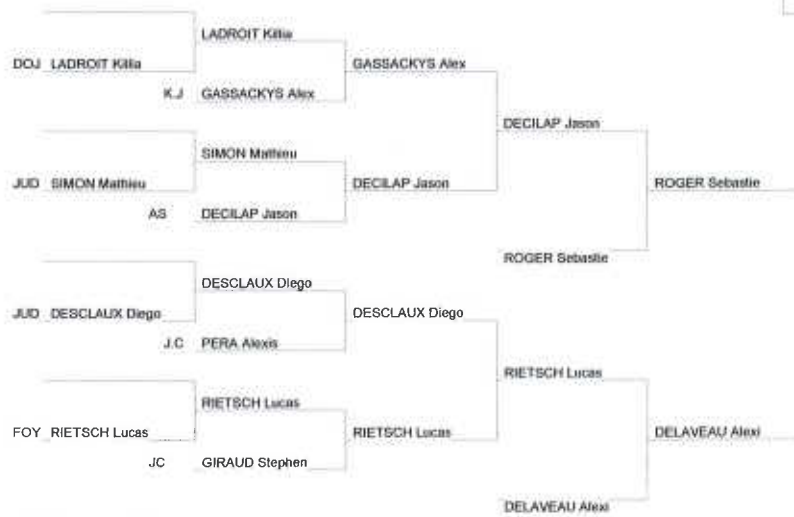 LADROIT Killia
DOJ LADROIT Killia
GASSACKYS Alex
K.J GASSACKYS Alex
DECILAP Jason
SIMON Mathieu
JUD SIMON Mathieu
DECILAP Jason
ROGER Sebastie
AS DECILAP Jason
ROGER Sebastie
DESCLAUX Diego
JUD DESCLAUX Diego
DESCLAUX Diego
J.C PERA Alexis
RIETSCH Lucas
RIETSCH Lucas
FOY RIETSCH Lucas
RIETSCH Lucas
DELAVEAU Alexi
JC GIRAUD Stephen
DELAVEAU Alexi